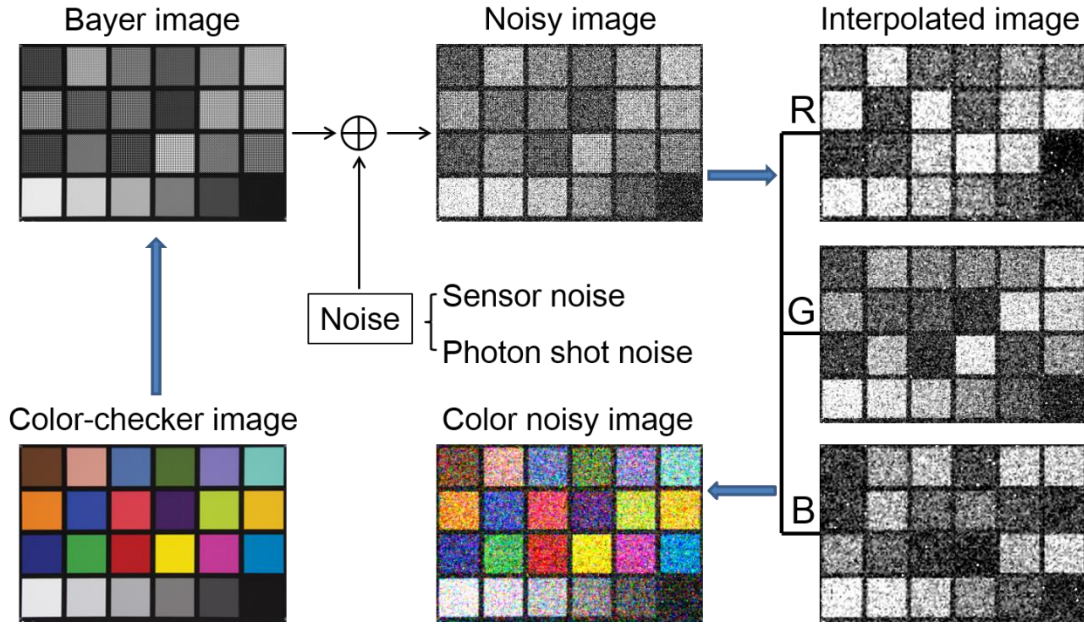 Bayer image
Noisy image
Interpolated image
R
Noise
Sensor noise
Photon shot noise
G
Color-checker image
Color noisy image
B